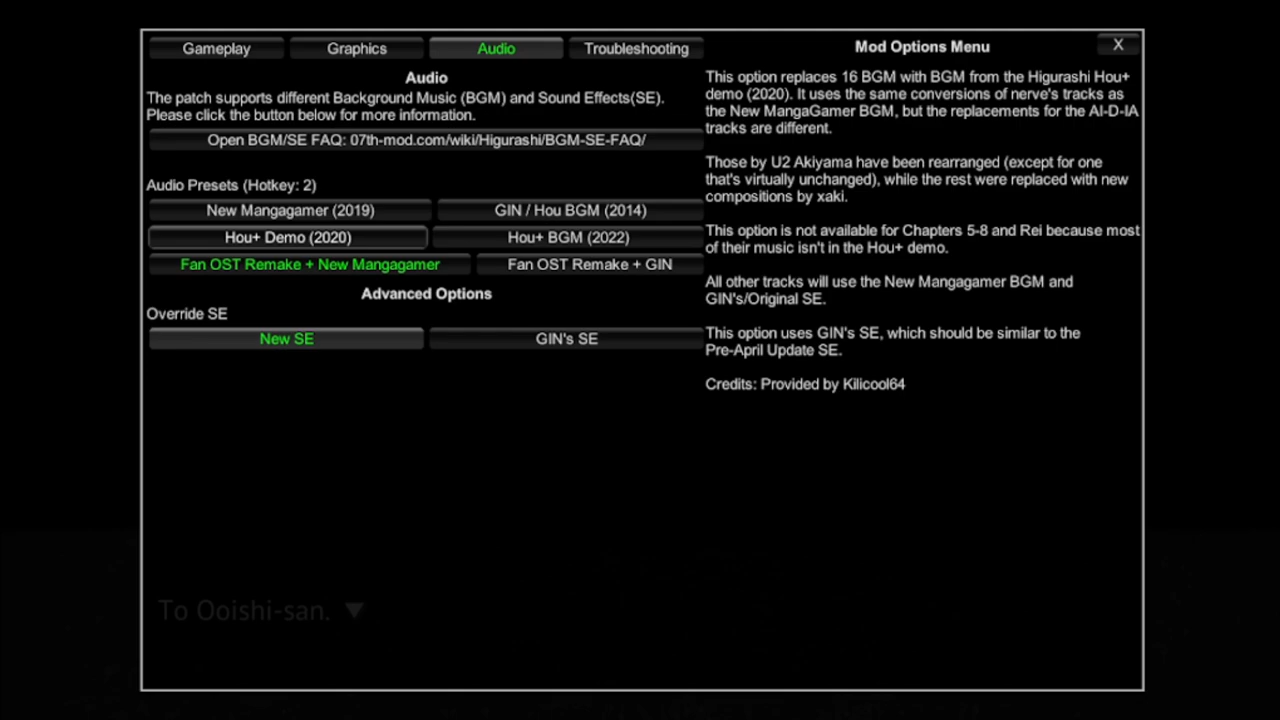 Gameplay
Graphics
Audio
Troubleshooting
Audio
The patch supports different Background Music (BGM) and Sound Effects(SE).
Please click the button below for more information.
Open BGM/SE FAQ: 07th-mod.com/wiki/Higurashi/BGM-SE-FAQ/
Audio Presets (Hotkey: 2)
New Mangagamer (2019)
GIN / Hou BGM (2014)
Hou+ Demo (2020)
Hou+ BGM (2022)
Fan OST Remake + New Mangagamer
Fan OST Remake + GIN
Advanced Options
Override SE
New SE
GIN's SE
Mod Options Menu
X
This option replaces 16 BGM with BGM from the Higurashi Hou+
demo (2020). It uses the same conversions of nerve's tracks as
the New MangaGamer BGM, but the replacements for the AI-D-IA
tracks are different.
Those by U2 Akiyama have been rearranged (except for one
that's virtually unchanged), while the rest were replaced with new
compositions by xaki.
This option is not available for Chapters 5-8 and Rei because most
of their music isn't in the Hou+ demo.
All other tracks will use the New Mangagamer BGM and
GIN's/Original SE.
This option uses GIN's SE, which should be similar to the
Pre-April Update SE.
Credits: Provided by Kilicool64
To Ooishi-san. ▼